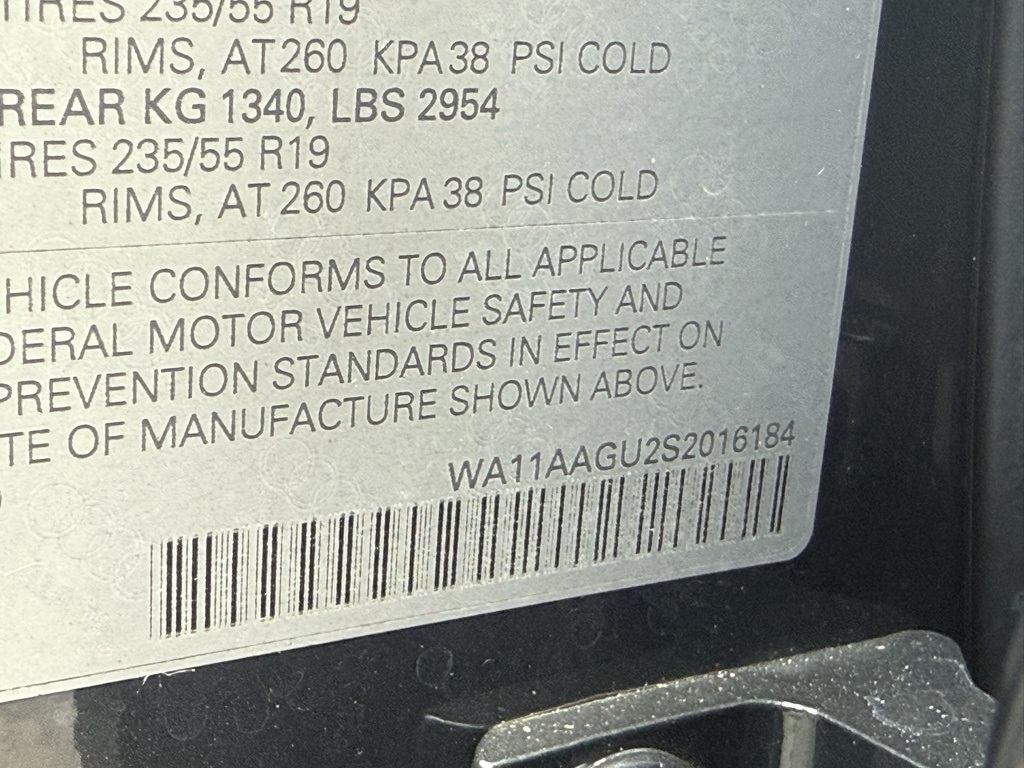 TIRES 235/55 R19
RIMS, AT 260 KPA 38 PSI COLD
REAR KG 1340, LBS 2954
IRES 235/55 R19
RIMS, AT 260 KPA 38 PSI COLD
HICLE CONFORMS TO ALL APPLICABLE
DERAL MOTOR VEHICLE SAFETY AND
PREVENTION STANDARDS IN EFFECT ON
TE OF MANUFACTURE SHOWN ABOVE.
WA11AAGU2S2016184